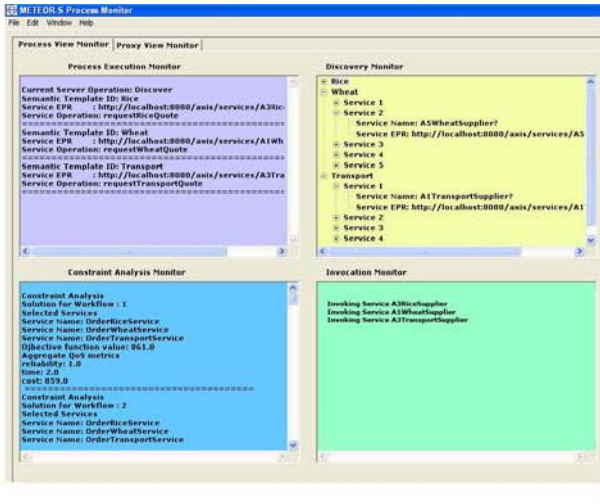 METEOR.S Process Monitor
File Edit Window Help
Process View Monitor Proxy View Monitor
Process Execution Monitor
Current Server Operation: Discover
Semantic Template ID: Rice
Service EPR : http://localhost:8080/axis/services/A3Ric
Service Operation: requestRiceQuote
========================================
Semantic Template ID: Wheat
Service EPR : http://localhost:8080/axis/services/A1Wh
Service Operation: requestWheatQuote
========================================
Semantic Template ID: Transport
Service EPR : http://localhost:8080/axis/services/A3Tra
Service Operation: requestTransportQuote
========================================
Discovery Monitor
Rice
Wheat
Service 1
Service 2
Service Name: A5WheatSupplier?
Service EPR: http://localhost:8080/axis/services/A5
Service 3
Service 4
Service 5
Transport
Service 1
Service Name: A1TransportSupplier?
Service EPR: http://localhost:8080/axis/services/A1
Service 2
Service 3
Service 4
Constraint Analysis Monitor
Constraint Analysis
Solution for Workflow : 1
Selected Services
Service Name: OrderRiceService
Service Name: OrderWheatService
Service Name: OrderTransportService
Ojbective function value: 861.0
Aggregate QoS metrics
reliability: 1.0
time: 2.0
cost: 859.0
========================================
Constraint Analysis
Solution for Workflow : 2
Selected Services
Service Name: OrderRiceService
Service Name: OrderWheatService
Service Name: OrderTransportService
Invocation Monitor
Invoking Service A3RiceSupplier
Invoking Service A1WheatSupplier
Invoking Service A3TransportSupplier